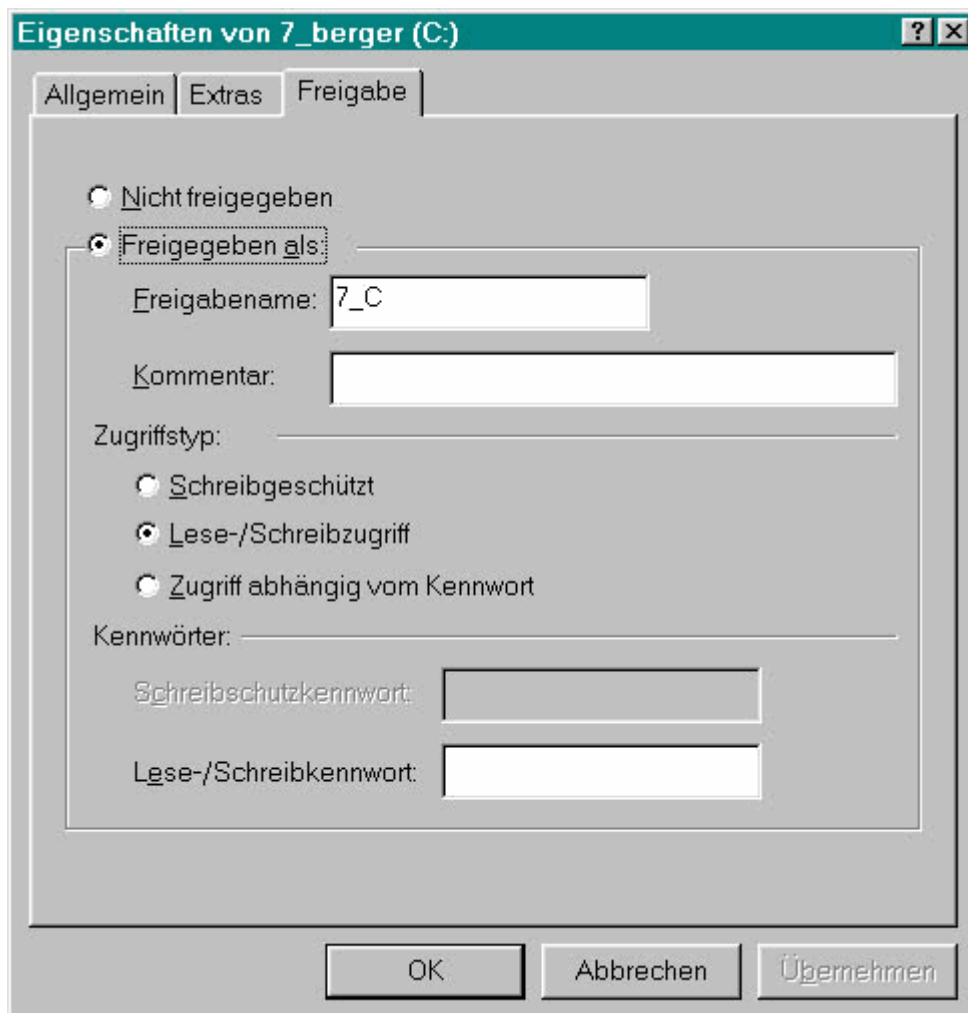 Eigenschaften von 7_berger (C:)
Allgemein Extras Freigabe
Nicht freigegeben
Freigegeben als:
Freigabename: 7_C
Kommentar:
Zugriffstyp:
Schreibgeschützt
Lese-/Schreibzugriff
Zugriff abhängig vom Kennwort
Kennwörter:
Schreibschutzkennwort:
Lese-/Schreibkennwort:
OK Abbrechen Übernehmen